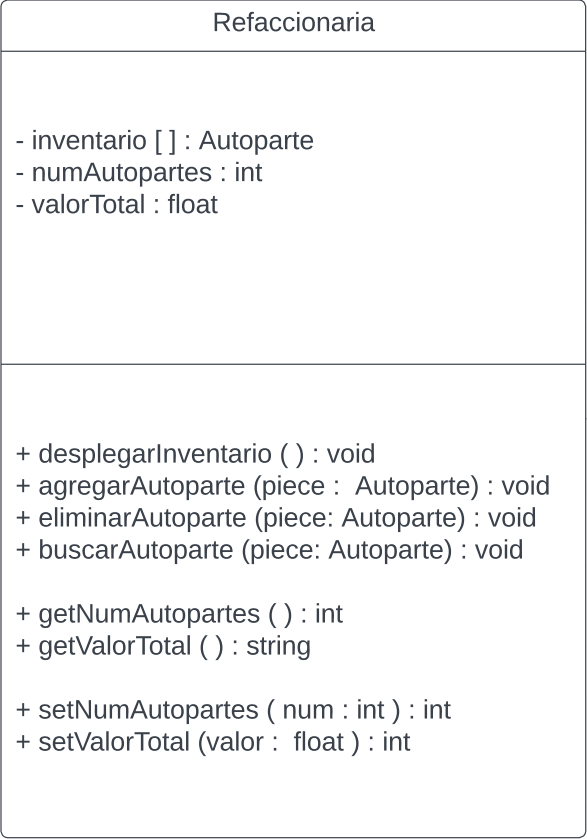 Refaccionaria
- inventario [ ] : Autoparte
- numAutopartes : int
- valorTotal : float
+ desplegarInventario ( ) : void
+ agregarAutoparte (piece :  Autoparte) : void
+ eliminarAutoparte (piece: Autoparte) : void
+ buscarAutoparte (piece: Autoparte) : void
+ getNumAutopartes ( ) : int
+ getValorTotal ( ) : string
+ setNumAutopartes ( num : int ) : int
+ setValorTotal (valor :  float ) : int